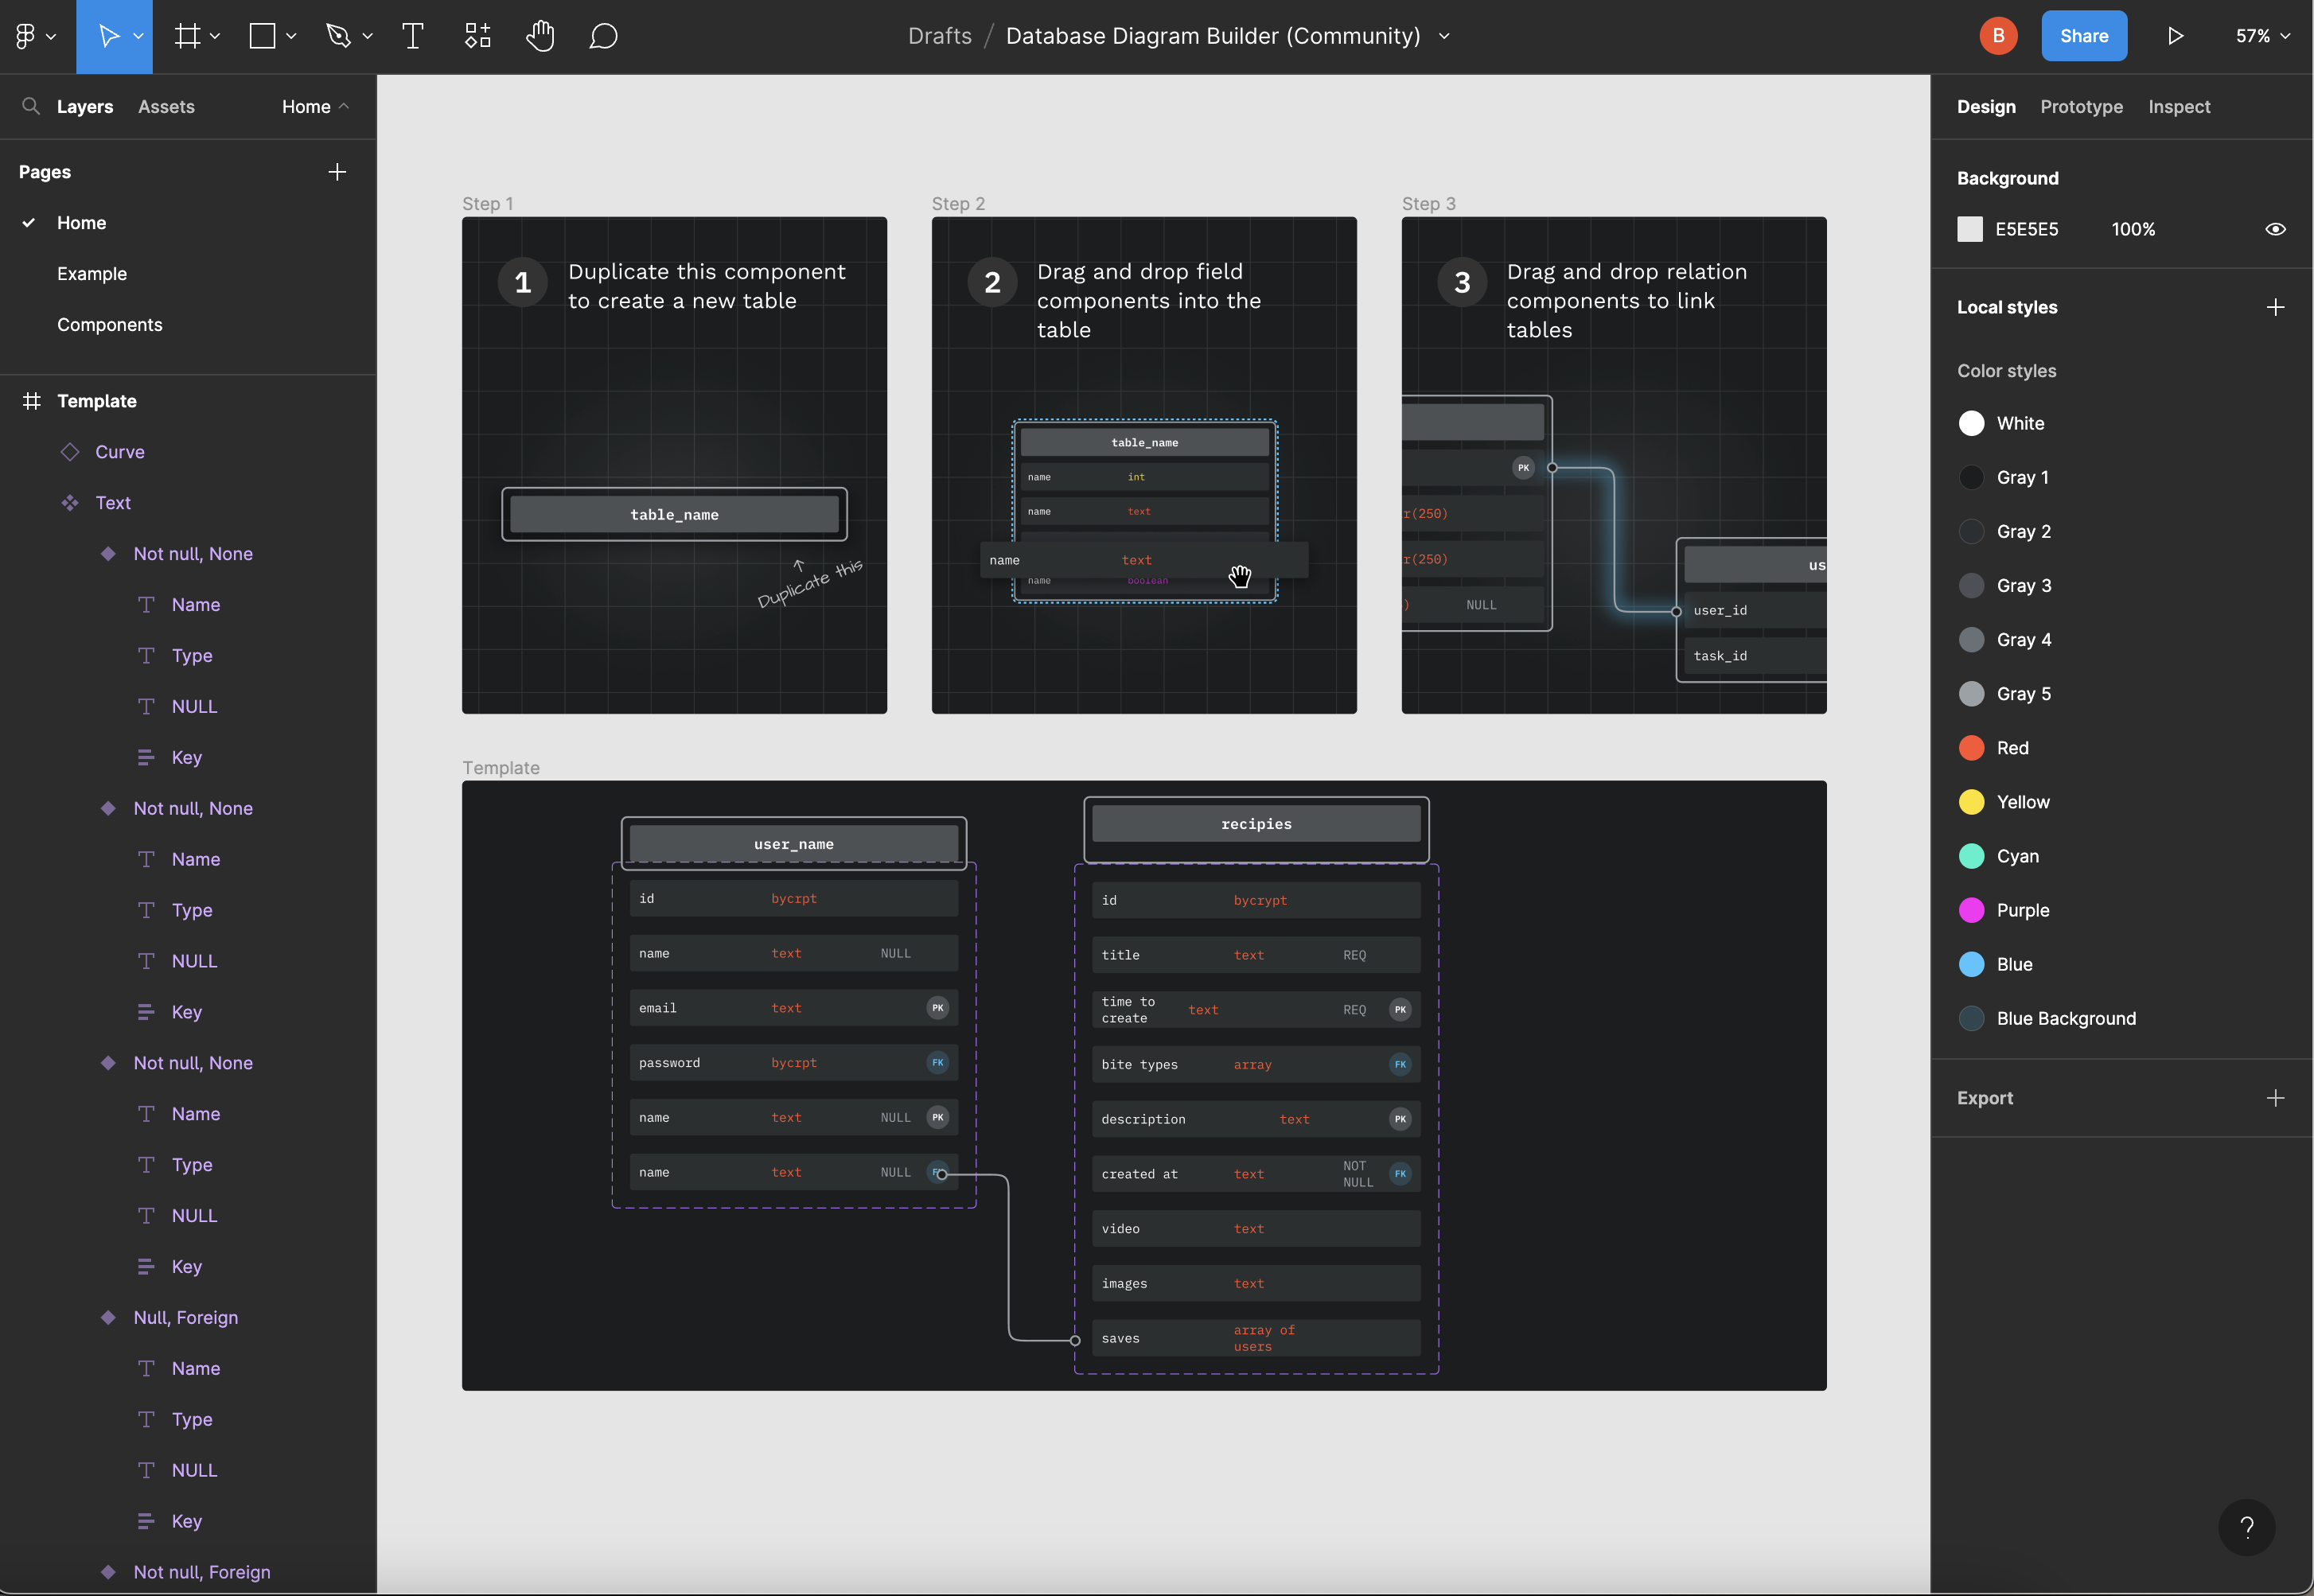 Drafts / Database Diagram Builder (Community)
B
Share
57%
Layers
Assets
Home
Pages
Home
Example
Components
Template
Curve
Text
Not null, None
Name
Type
NULL
Key
Not null, None
Name
Type
NULL
Key
Not null, None
Name
Type
NULL
Key
Null, Foreign
Name
Type
NULL
Key
Not null, Foreign
Step 1
1
Duplicate this component
to create a new table
table_name
Duplicate this
Step 2
2
Drag and drop field
components into the
table
table_name
name int
name text
name text
name boolean
Step 3
3
Drag and drop relation
components to link
tables
PK
r(250)
r(250)
) NULL
us
user_id
task_id
Template
user_name
id bycrpt
name text NULL
email text PK
password bycrpt FK
name text NULL PK
name text NULL
recipies
id bycrypt
title text REQ
time to
create
text REQ PK
bite types array FK
description text PK
created at text
NOT
NULL
FK
video text
images text
saves
array of
users
Design
Prototype
Inspect
Background
E5E5E5 100%
Local styles
Color styles
White
Gray 1
Gray 2
Gray 3
Gray 4
Gray 5
Red
Yellow
Cyan
Purple
Blue
Blue Background
Export
?